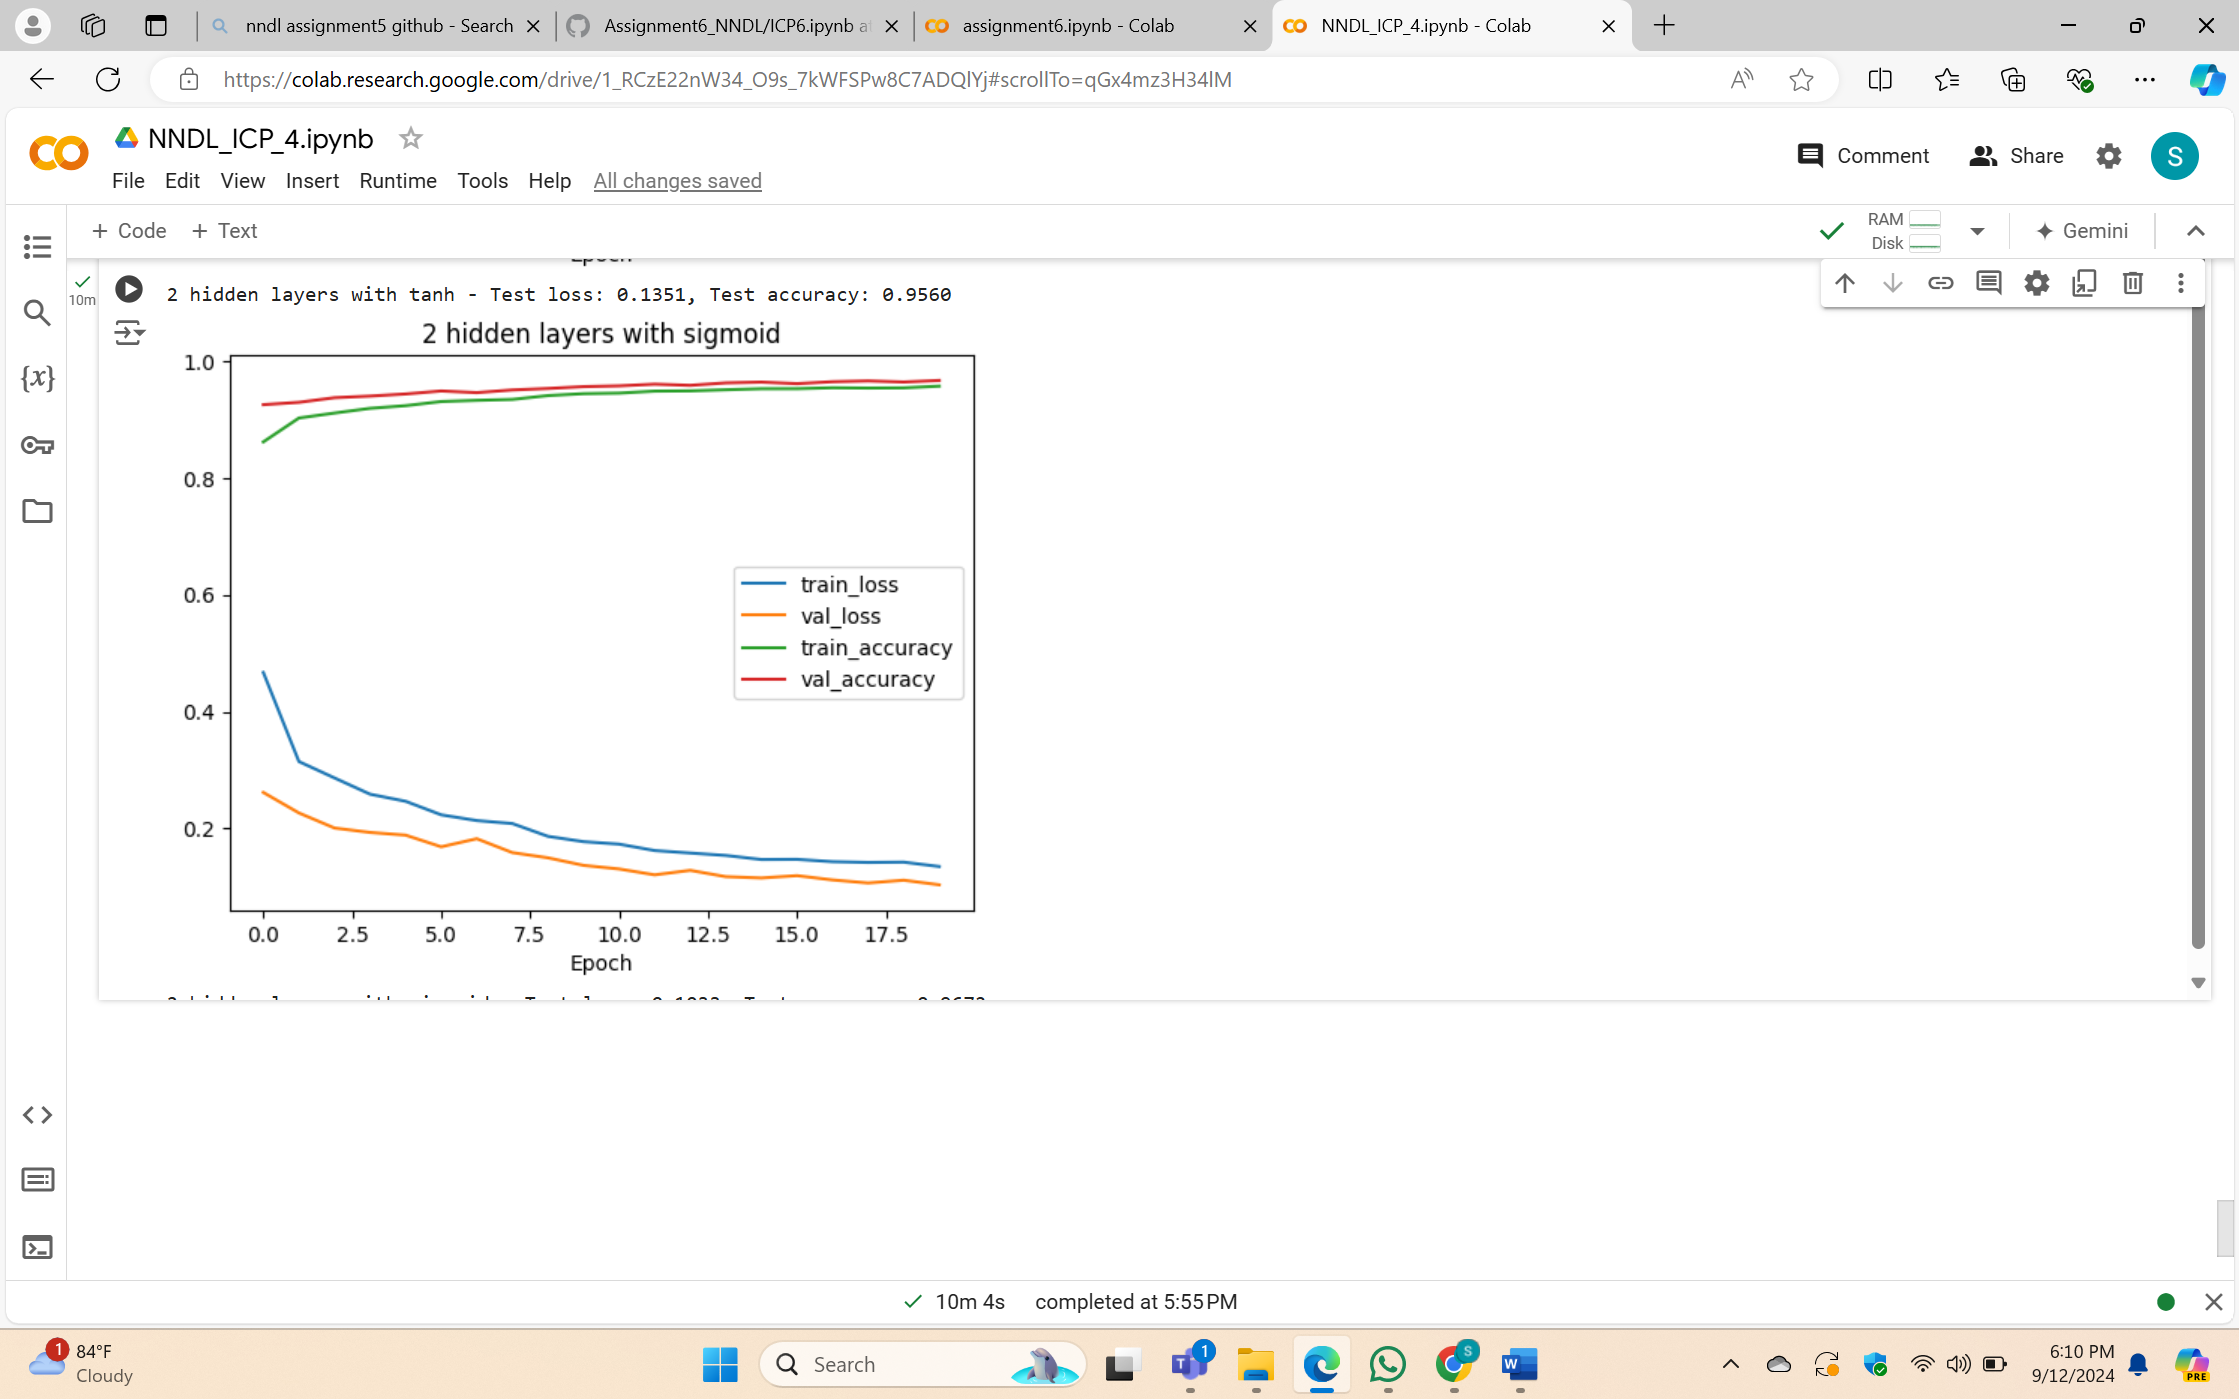 nndl assignment5 github - Search
Assignment6_NNDL/ICP6.ipynb
assignment6.ipynb - Colab
NNDL_ICP_4.ipynb - Colab
https://colab.research.google.com/drive/1_RCzE22nW34_O9s_7kWFSPw8C7ADQlYj#scrollTo=qGx4mz3H34lM
NNDL_ICP_4.ipynb
Comment
Share
S
File Edit View Insert Runtime Tools Help All changes saved
+ Code + Text
RAM
Disk
Gemini
Epoch
10m
2 hidden layers with tanh - Test loss: 0.1351, Test accuracy: 0.9560
2 hidden layers with sigmoid
1.0
0.8
0.6
0.4
0.2
train_loss
val_loss
train_accuracy
val_accuracy
0.0 2.5 5.0 7.5 10.0 12.5 15.0 17.5
Epoch
10m 4s completed at 5:55 PM
1
84°F
Cloudy
Search
1
S
6:10 PM
9/12/2024
PRE